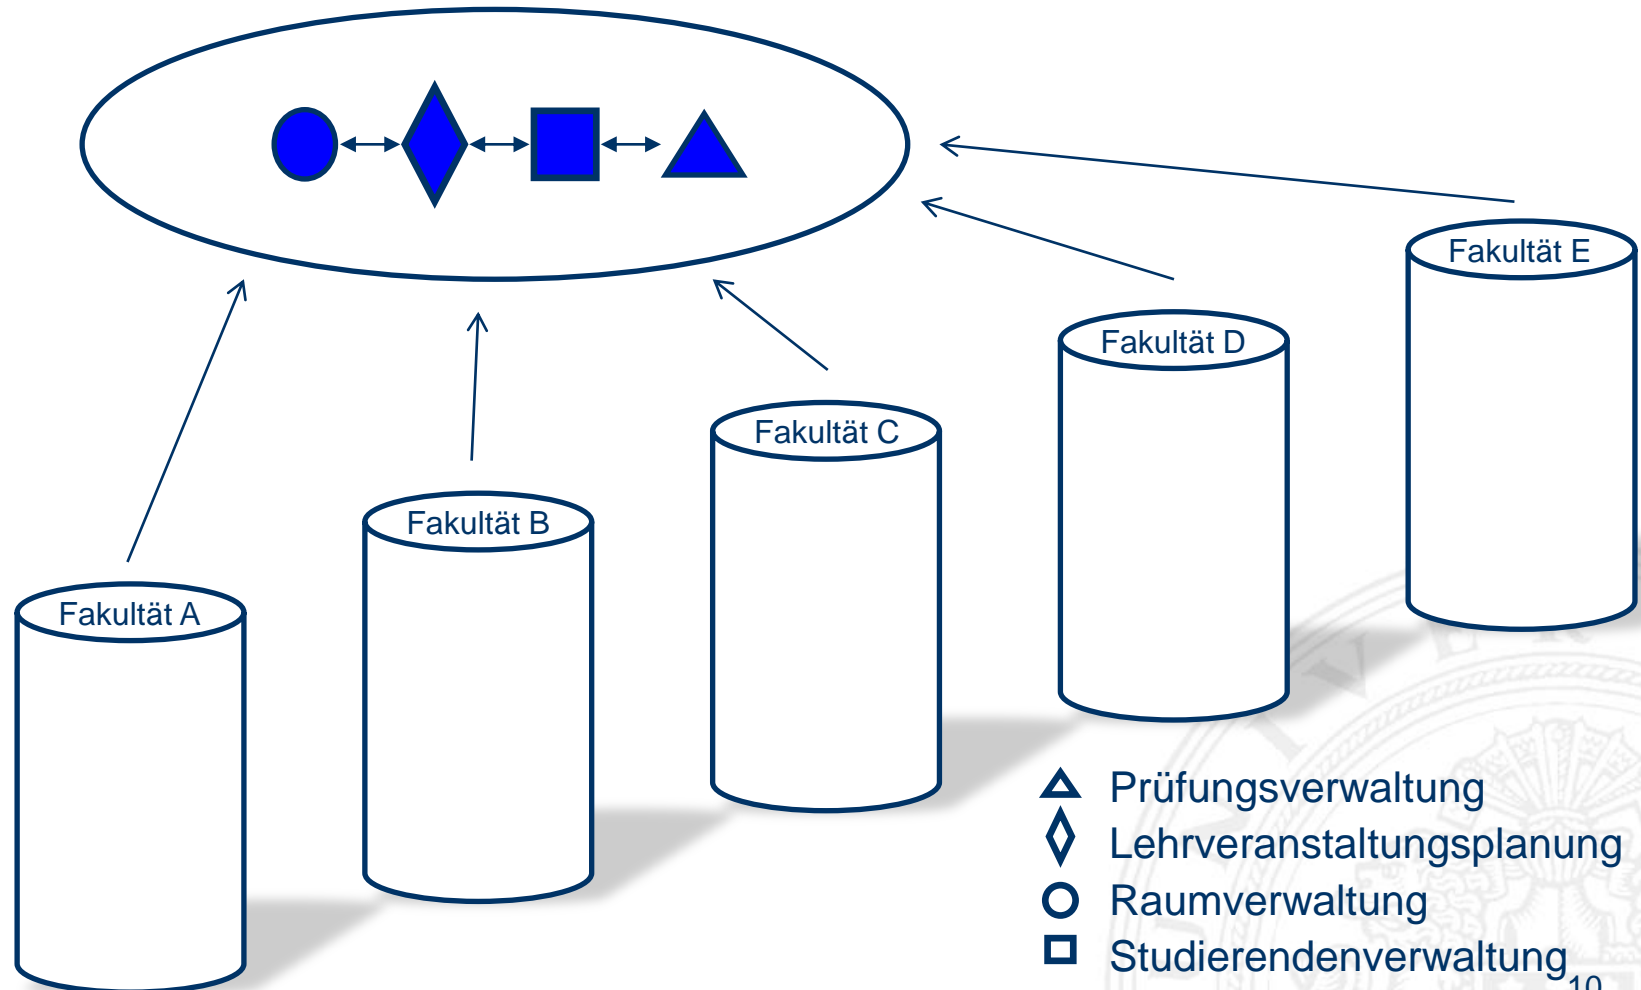 Fakultät E
Fakultät D
Fakultät C
Fakultät B
Fakultät A
Prüfungsverwaltung
Lehrveranstaltungsplanung
Raumverwaltung
Studierendenverwaltung
10